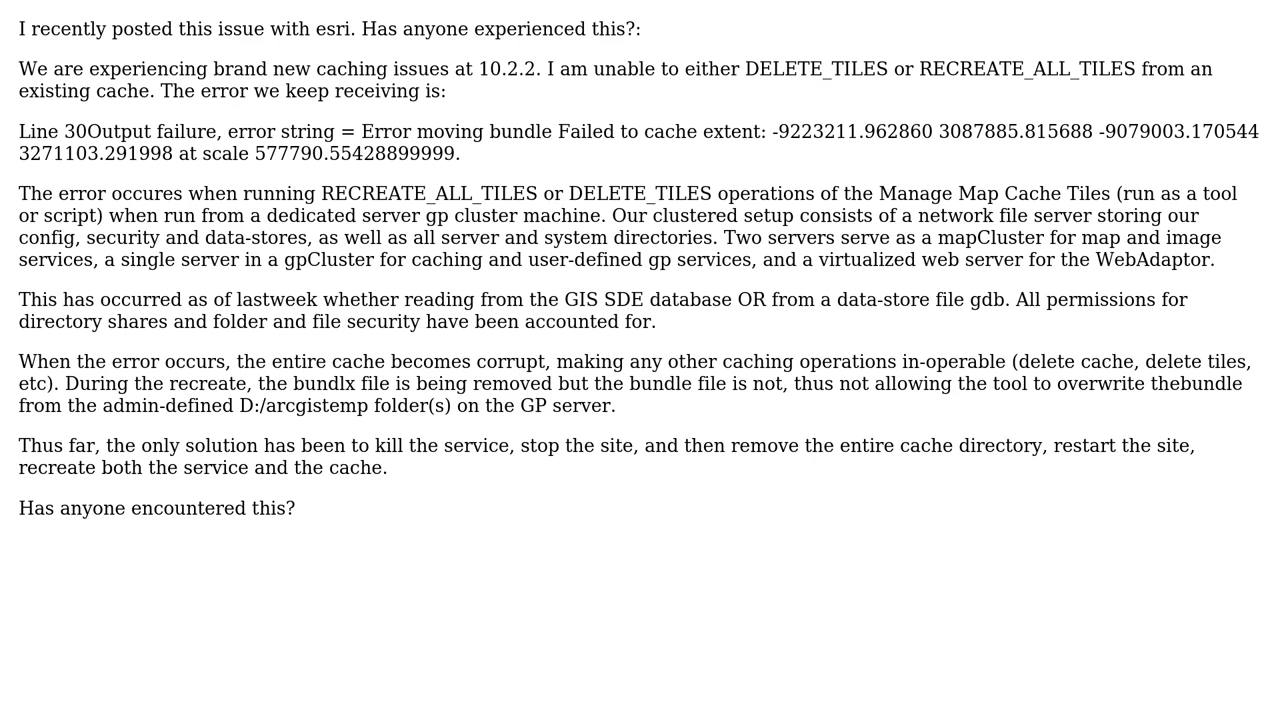 I recently posted this issue with esri. Has anyone experienced this?:
We are experiencing brand new caching issues at 10.2.2. I am unable to either DELETE_TILES or RECREATE_ALL_TILES from an
existing cache. The error we keep receiving is:
Line 30Output failure, error string = Error moving bundle Failed to cache extent: -9223211.962860 3087885.815688 -9079003.170544
3271103.291998 at scale 577790.55428899999.
The error occures when running RECREATE_ALL_TILES or DELETE_TILES operations of the Manage Map Cache Tiles (run as a tool
or script) when run from a dedicated server gp cluster machine. Our clustered setup consists of a network file server storing our
config, security and data-stores, as well as all server and system directories. Two servers serve as a mapCluster for map and image
services, a single server in a gpCluster for caching and user-defined gp services, and a virtualized web server for the WebAdaptor.
This has occurred as of lastweek whether reading from the GIS SDE database OR from a data-store file gdb. All permissions for
directory shares and folder and file security have been accounted for.
When the error occurs, the entire cache becomes corrupt, making any other caching operations in-operable (delete cache, delete tiles,
etc). During the recreate, the bundlx file is being removed but the bundle file is not, thus not allowing the tool to overwrite thebundle
from the admin-defined D:/arcgistemp folder(s) on the GP server.
Thus far, the only solution has been to kill the service, stop the site, and then remove the entire cache directory, restart the site,
recreate both the service and the cache.
Has anyone encountered this?